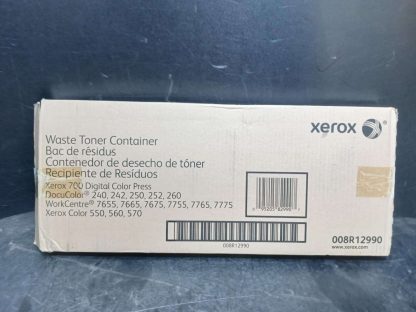 xerox
Waste Toner Container
Bac de résidus
Contenedor de desecho de tóner
Recipiente de Resíduos
Xerox 700 Digital Color Press
DocuColor® 240, 242, 250, 252, 260
WorkCentre® 7655, 7665, 7675, 7755, 7765, 7775
Xerox Color 550, 560, 570
008R12990
008R12990
www.xerox.com